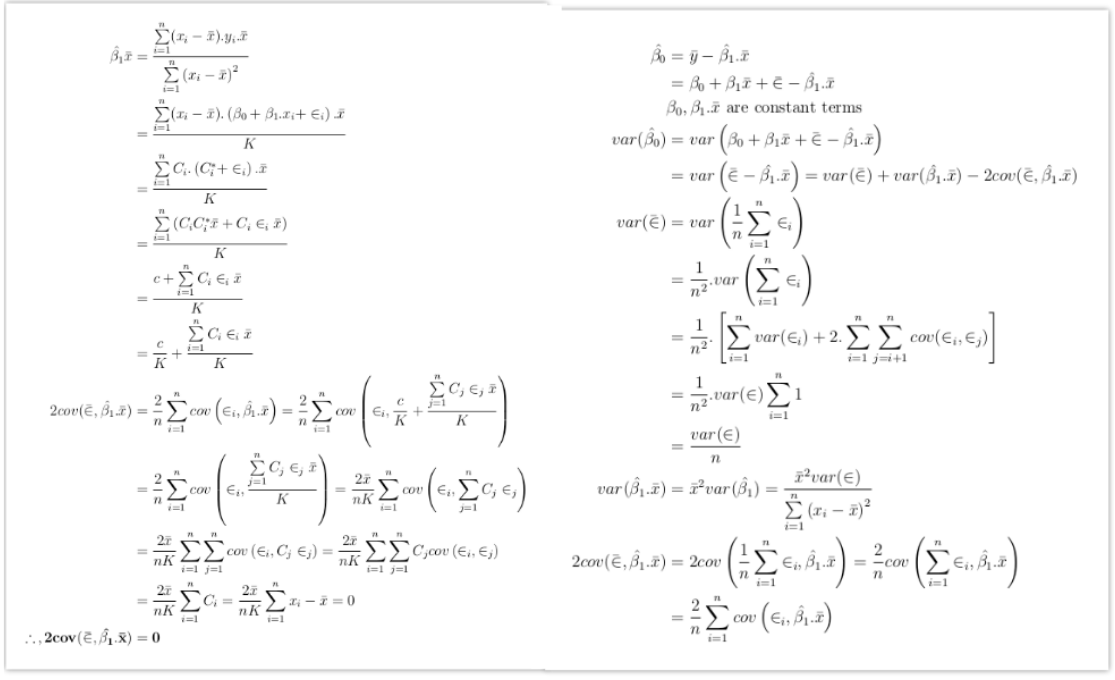 \hat{\beta}_1\bar{x} = \frac{\sum_{i=1}^{n}(x_i - \bar{x}).y_i.\bar{x}}{\sum_{i=1}^{n}(x_i - \bar{x})^2}
= \frac{\sum_{i=1}^{n}(x_i - \bar{x}).(\beta_0 + \beta_1.x_i + \in_i).\bar{x}}{K}
= \frac{\sum_{i=1}^{n}C_i.(C_i^* + \in_i).\bar{x}}{K}
= \frac{\sum_{i=1}^{n}(C_iC_i^*\bar{x} + C_i \in_i \bar{x})}{K}
= \frac{c + \sum_{i=1}^{n}C_i \in_i \bar{x}}{K}
= \frac{c}{K} + \frac{\sum_{i=1}^{n}C_i \in_i \bar{x}}{K}
2cov(\bar{\in}, \hat{\beta}_1.\bar{x}) = \frac{2}{n}\sum_{i=1}^{n}cov\left(\in_i, \hat{\beta}_1.\bar{x}\right) = \frac{2}{n}\sum_{i=1}^{n}cov\left(\in_i, \frac{c}{K} + \frac{\sum_{j=1}^{n}C_j \in_j \bar{x}}{K}\right)
= \frac{2}{n}\sum_{i=1}^{n}cov\left(\in_i, \frac{\sum_{j=1}^{n}C_j \in_j \bar{x}}{K}\right) = \frac{2\bar{x}}{nK}\sum_{i=1}^{n}cov\left(\in_i, \sum_{j=1}^{n}C_j \in_j\right)
= \frac{2\bar{x}}{nK}\sum_{i=1}^{n}\sum_{j=1}^{n}cov(\in_i, C_j \in_j) = \frac{2\bar{x}}{nK}\sum_{i=1}^{n}\sum_{j=1}^{n}C_jcov(\in_i, \in_j)
= \frac{2\bar{x}}{nK}\sum_{i=1}^{n}C_i = \frac{2\bar{x}}{nK}\sum_{i=1}^{n}x_i - \bar{x} = 0
∴, 2cov(\bar{\in}, \hat{\beta}_1.\bar{x}) = 0
\hat{\beta}_0 = \bar{y} - \hat{\beta}_1.\bar{x}
= \beta_0 + \beta_1\bar{x} + \bar{\in} - \hat{\beta}_1.\bar{x}
\beta_0, \beta_1.\bar{x} are constant terms
var(\hat{\beta}_0) = var\left(\beta_0 + \beta_1\bar{x} + \bar{\in} - \hat{\beta}_1.\bar{x}\right)
= var\left(\bar{\in} - \hat{\beta}_1.\bar{x}\right) = var(\bar{\in}) + var(\hat{\beta}_1.\bar{x}) - 2cov(\bar{\in}, \hat{\beta}_1.\bar{x})
var(\bar{\in}) = var\left(\frac{1}{n}\sum_{i=1}^{n}\in_i\right)
= \frac{1}{n^2}.var\left(\sum_{i=1}^{n}\in_i\right)
= \frac{1}{n^2}.\left[\sum_{i=1}^{n}var(\in_i) + 2.\sum_{i=1}^{n}\sum_{j=i+1}^{n}cov(\in_i, \in_j)\right]
= \frac{1}{n^2}.var(\in)\sum_{i=1}^{n}1
= \frac{var(\in)}{n}
var(\hat{\beta}_1.\bar{x}) = \bar{x}^2var(\hat{\beta}_1) = \frac{\bar{x}^2var(\in)}{\sum_{i=1}^{n}(x_i - \bar{x})^2}
2cov(\bar{\in}, \hat{\beta}_1.\bar{x}) = 2cov\left(\frac{1}{n}\sum_{i=1}^{n}\in_i, \hat{\beta}_1.\bar{x}\right) = \frac{2}{n}cov\left(\sum_{i=1}^{n}\in_i, \hat{\beta}_1.\bar{x}\right)
= \frac{2}{n}\sum_{i=1}^{n}cov\left(\in_i, \hat{\beta}_1.\bar{x}\right)